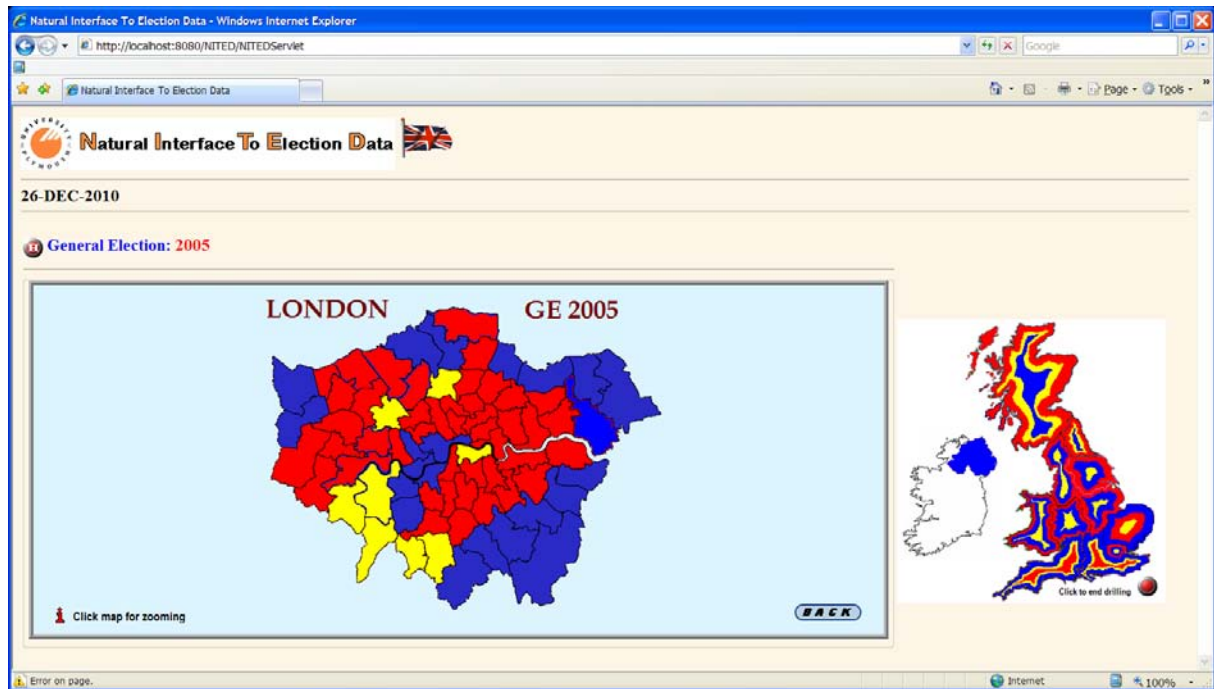 Natural Interface To Election Data - Windows Internet Explorer
http://localhost:8080/NITED/NITEDServlet
Google
Natural Interface To Election Data
Page
Tools
UNIVERSITY
PLYMOUTH
Natural Interface To Election Data
26-DEC-2010
General Election: 2005
LONDON GE 2005
Click map for zooming
BACK
Click to end drilling
Error on page.
Internet
100%